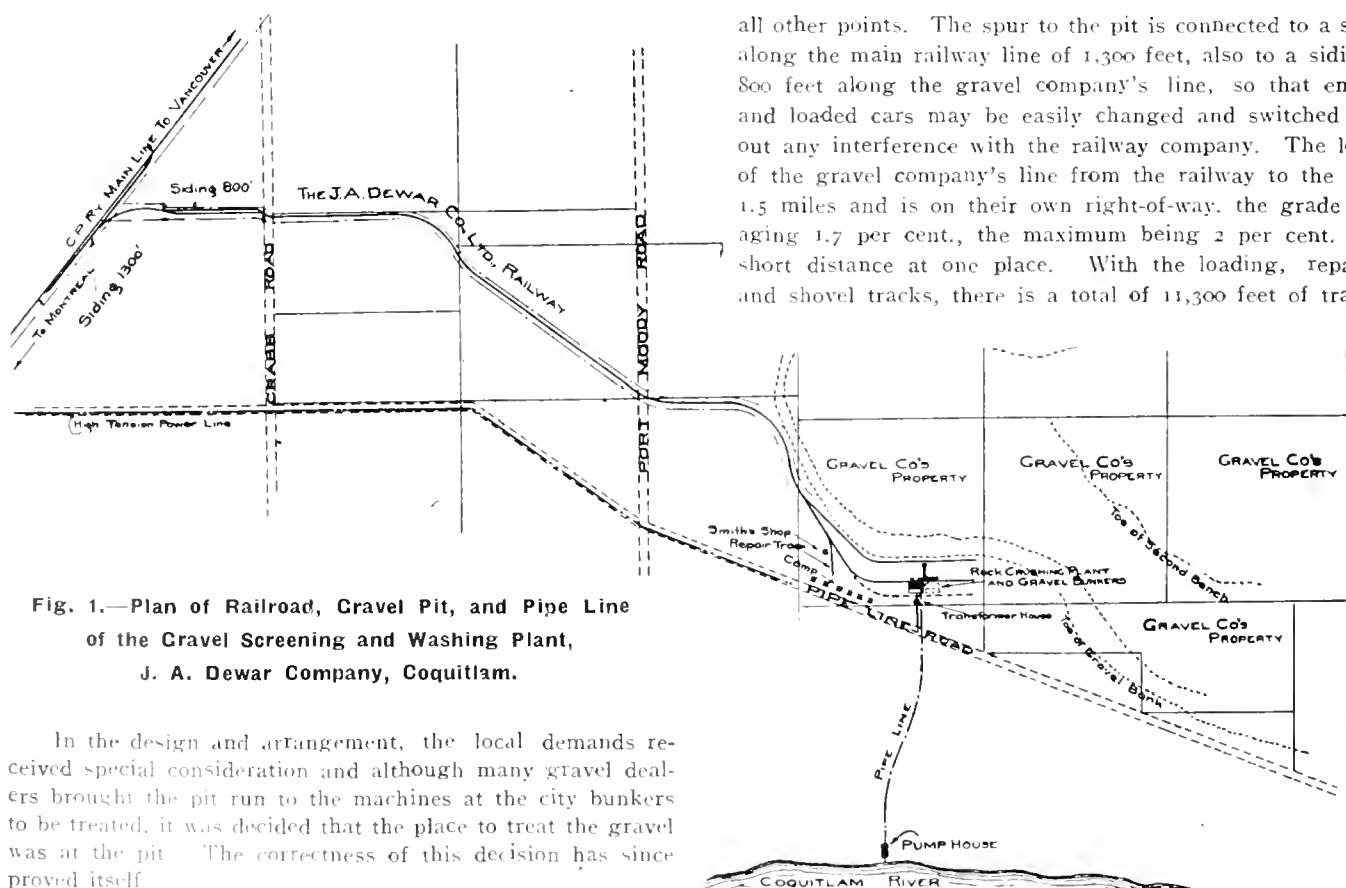 all other points. The spur to the pit is connected to a s
along the main railway line of 1,300 feet, also to a sidi
800 feet along the gravel company's line, so that em
and loaded cars may be easily changed and switched
out any interference with the railway company. The l
of the gravel company's line from the railway to the
1.5 miles and is on their own right-of-way. the grade
aging 1.7 per cent., the maximum being 2 per cent.
short distance at one place. With the loading, repa
and shovel tracks, there is a total of 11,300 feet of tra
C.P.RY MAIN LINE TO VANCOUVER
TO MONTREAL
Siding 1300'
Siding 800'
THE J.A. DEWAR CO. LTD., RAILWAY
CRABB ROAD
PORT MOODY ROAD
High Tension Power Line
GRAVEL CO'S
PROPERTY
GRAVEL CO'S
PROPERTY
GRAVEL CO'S
PROPERTY
Toe of Second Bench
Smiths Shop
Repair Track
Camp
Rock Crushing Plant
AND GRAVEL BUNKERS
Transformer House
PIPE LINE ROAD
GRAVEL CO'S
PROPERTY
Toe of Gravel Bank
PIPE LINE
PUMP HOUSE
COQUITLAM RIVER
Fig. 1.—Plan of Railroad, Gravel Pit, and Pipe Line
of the Gravel Screening and Washing Plant,
J. A. Dewar Company, Coquitlam.
In the design and arrangement, the local demands re-
ceived special consideration and although many gravel deal-
ers brought the pit run to the machines at the city bunkers
to be treated, it was decided that the place to treat the gravel
was at the pit The correctness of this decision has since
proved itself